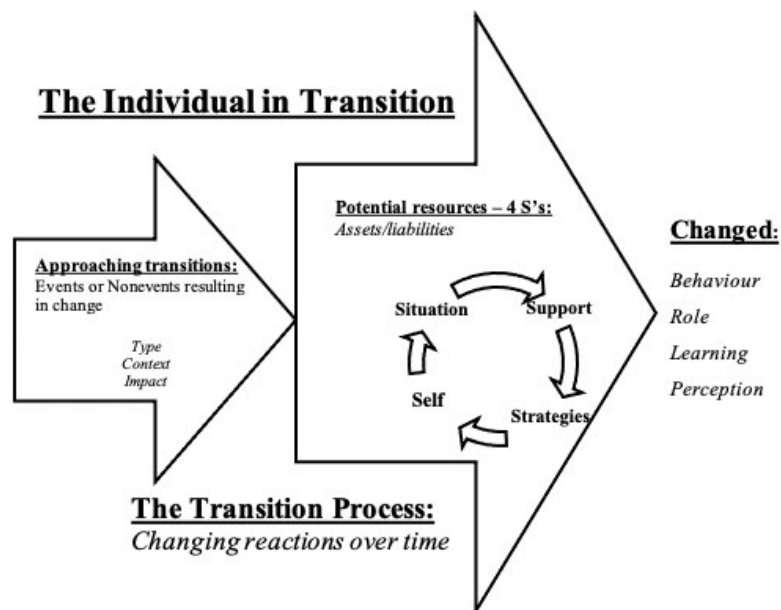 The Individual in Transition
Approaching transitions:
Events or Nonevents resulting
in change
Type
Context
Impact
Potential resources – 4 S's:
Assets/liabilities
Situation
Support
Strategies
Self
The Transition Process:
Changing reactions over time
Changed:
Behaviour
Role
Learning
Perception